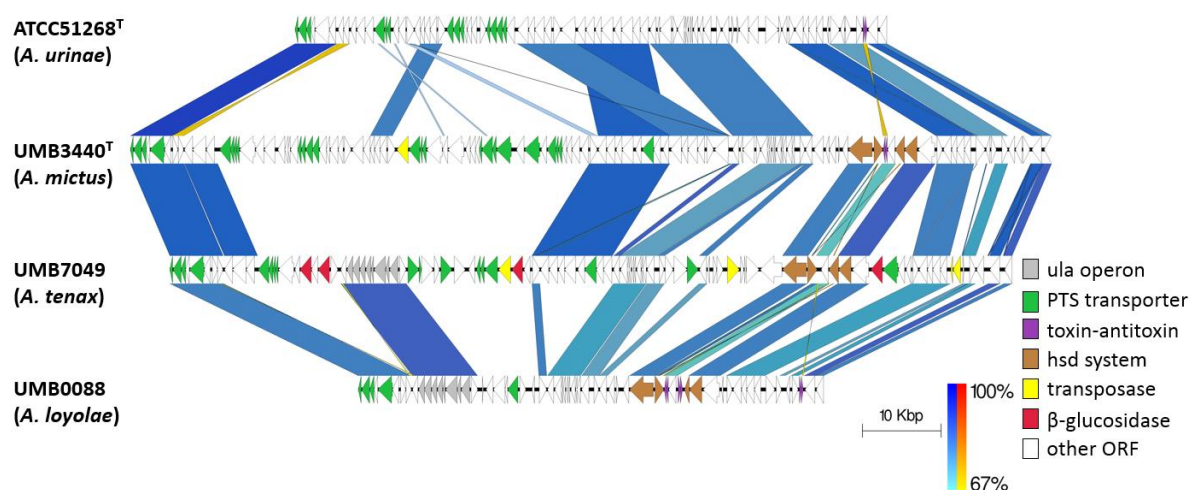 ATCC51268ᵀ
(A. urinae)
UMB3440ᵀ
(A. mictus)
UMB7049
(A. tenax)
UMB0088
(A. loyolae)
ula operon
PTS transporter
toxin-antitoxin
hsd system
transposase
β-glucosidase
other ORF
10 Kbp
100%
67%